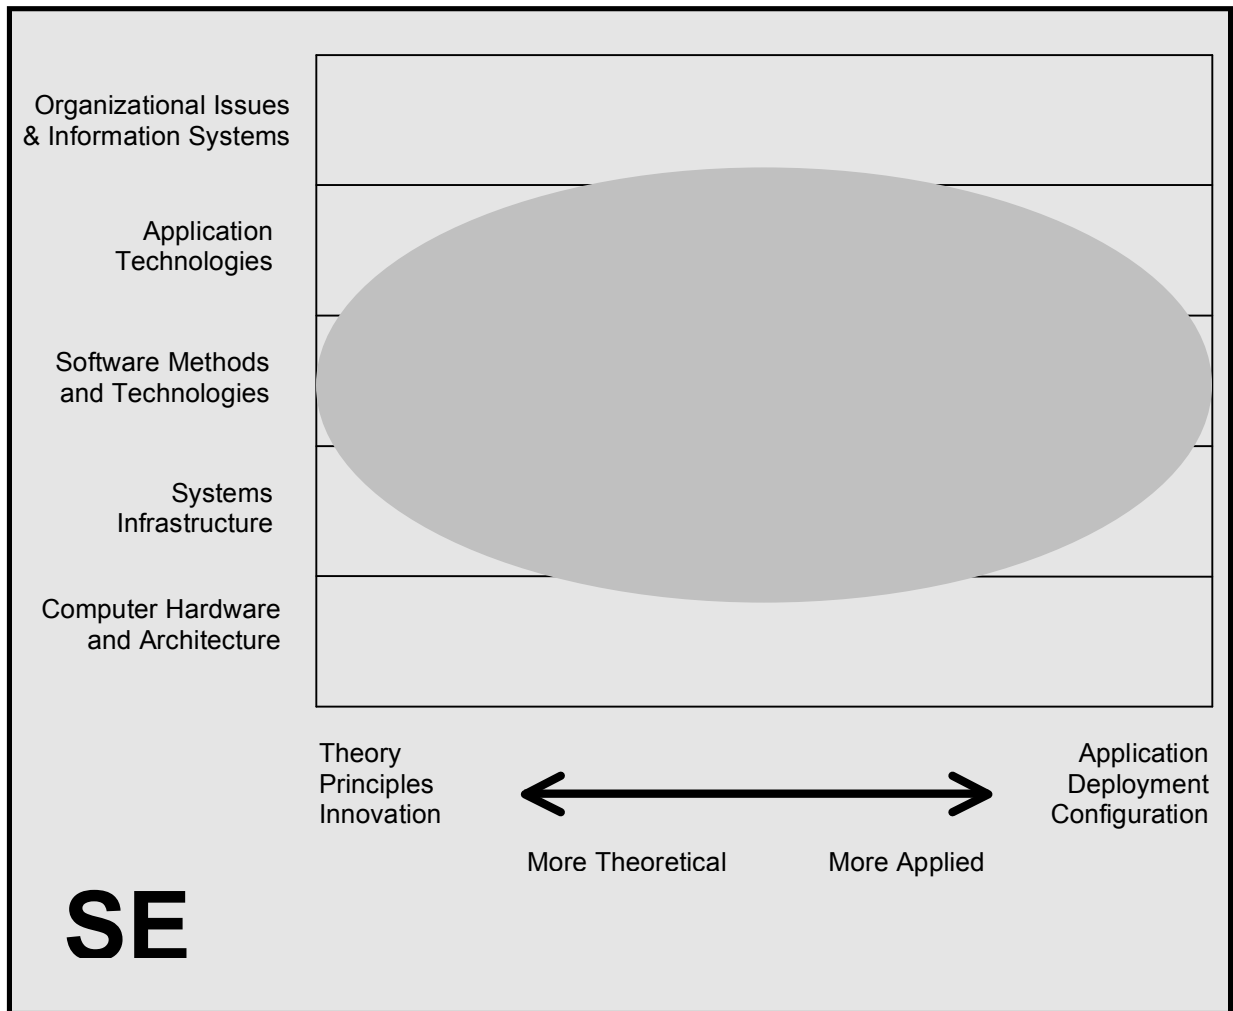 Organizational Issues
& Information Systems
Application
Technologies
Software Methods
and Technologies
Systems
Infrastructure
Computer Hardware
and Architecture
Theory
Principles
Innovation
Application
Deployment
Configuration
More Theoretical
More Applied
SE